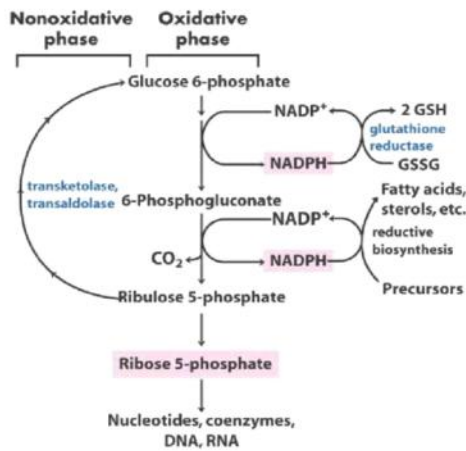 Nonoxidative phase
Oxidative phase
Glucose 6-phosphate
NADP+
2 GSH
glutathione
reductase
NADPH
GSSG
transketolase,
transaldolase
6-Phosphogluconate
Fatty acids,
sterols, etc.
NADP+
reductive
biosynthesis
CO₂
NADPH
Precursors
Ribulose 5-phosphate
Ribose 5-phosphate
Nucleotides, coenzymes,
DNA, RNA